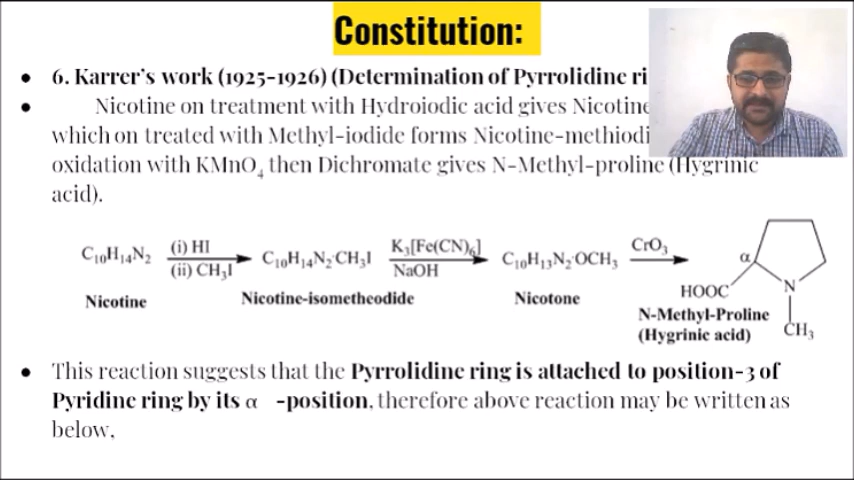 Constitution:
• 6. Karrer's work (1925-1926) (Determination of Pyrrolidine ri
• Nicotine on treatment with Hydroiodic acid gives Nicotine
which on treated with Methyl-iodide forms Nicotine-methiodi
oxidation with KMnO₄ then Dichromate gives N-Methyl-proline (Hygrinic
acid).
C₁₀H₁₄N₂ (i) HI (ii) CH₃I C₁₀H₁₄N₂·CH₃I K₃[Fe(CN)₆] NaOH C₁₀H₁₃N₂·OCH₃ CrO₃ α HOOC N CH₃
Nicotine Nicotine-isometheodide Nicotone N-Methyl-Proline
(Hygrinic acid)
• This reaction suggests that the Pyrrolidine ring is attached to position-3 of
Pyridine ring by its α -position, therefore above reaction may be written as
below,